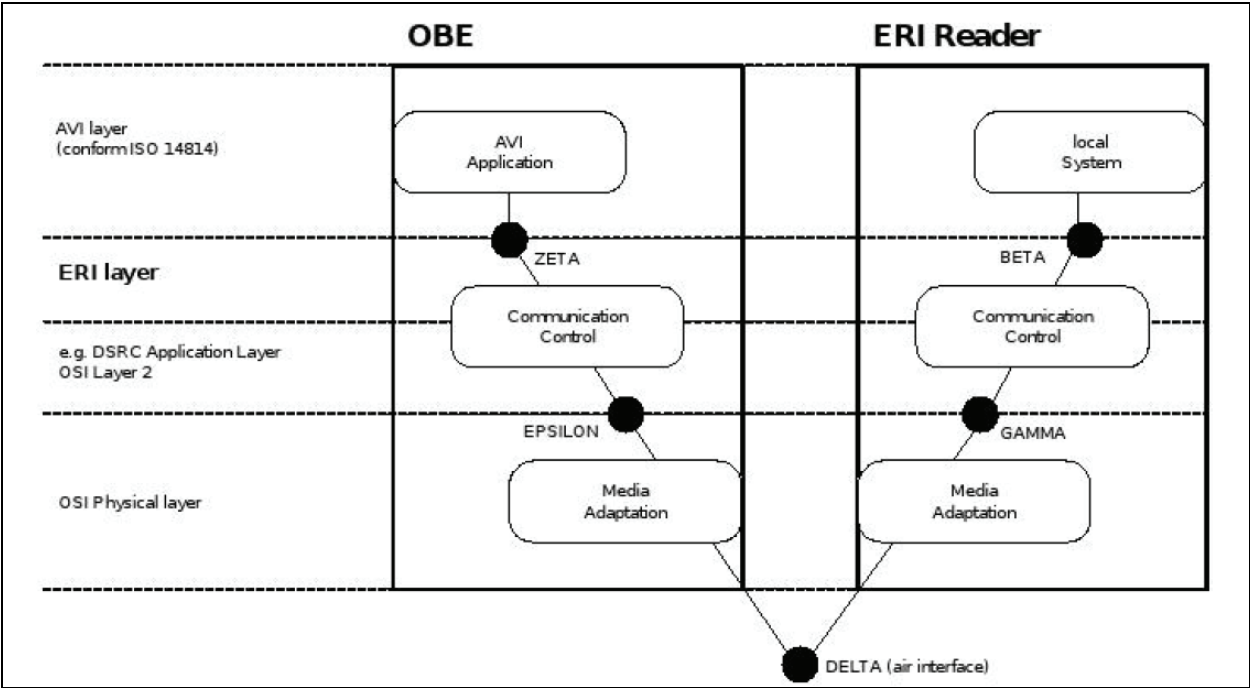 OBE
ERI Reader
AVI layer
(conform ISO 14814)
AVI
Application
local
System
ZETA
BETA
ERI layer
Communication
Control
Communication
Control
e.g. DSRC Application Layer
OSI Layer 2
EPSILON
GAMMA
OSI Physical layer
Media
Adaptation
Media
Adaptation
DELTA (air interface)